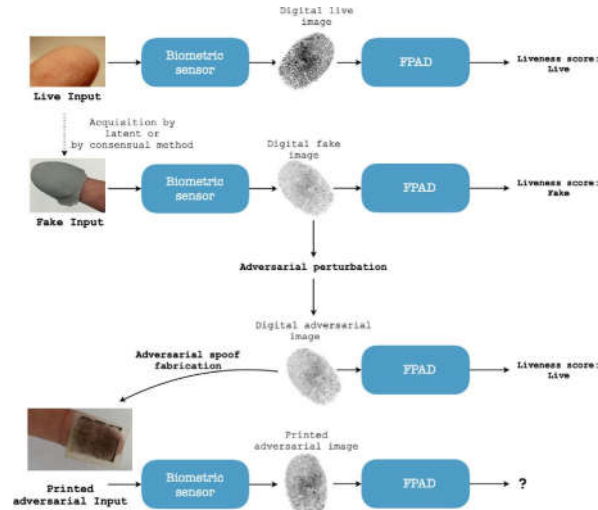 Digital live
image
Biometric
sensor
FPAD
Liveness score:
Live
Live Input
Acquisition by
latent or
by consensual method
Digital fake
image
Biometric
sensor
FPAD
Liveness score:
Fake
Fake Input
Adversarial perturbation
Digital adversarial
image
Adversarial spoof
fabrication
FPAD
Liveness score:
Live
Printed
adversarial image
Biometric
sensor
FPAD
?
Printed
adversarial Input